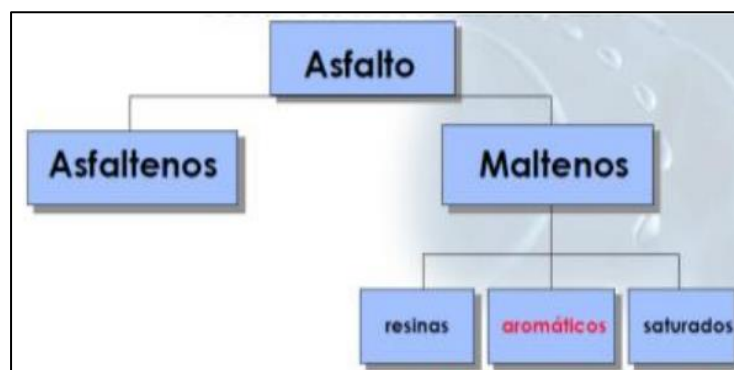 Asfalto
Asfaltenos
Maltenos
resinas
aromáticos
saturados